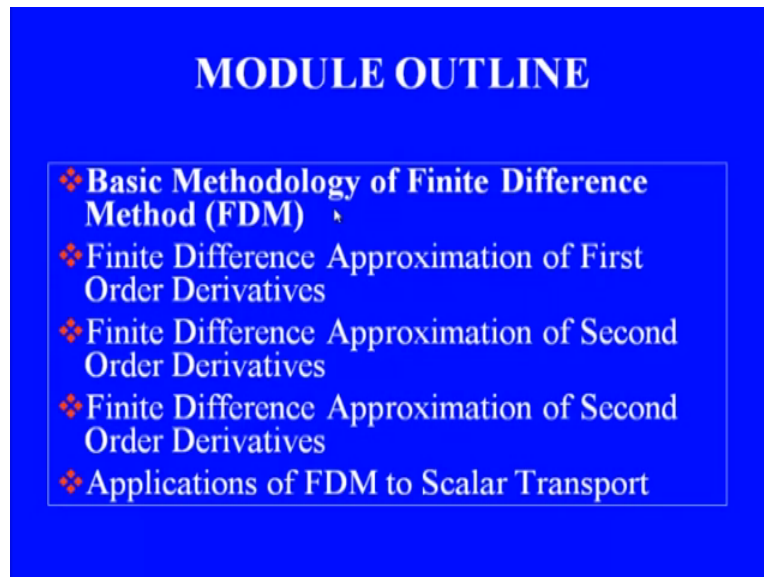 MODULE OUTLINE
Basic Methodology of Finite Difference
Method (FDM)
Finite Difference Approximation of First
Order Derivatives
Finite Difference Approximation of Second
Order Derivatives
Finite Difference Approximation of Second
Order Derivatives
Applications of FDM to Scalar Transport